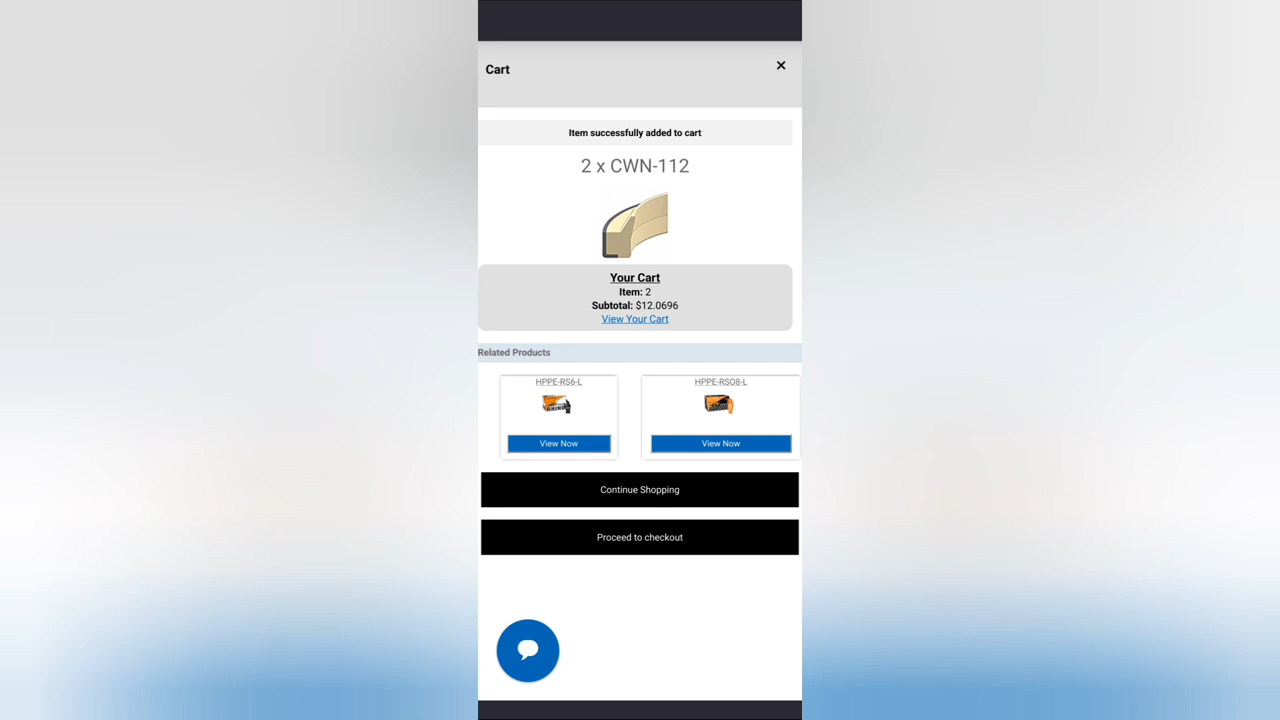 Cart
Item successfully added to cart
2 x CWN-112
Your Cart
Item: 2
Subtotal: $12.0696
View Your Cart
Related Products
HPPE-RS6-L
HPPE-RSO8-L
View Now
View Now
Continue Shopping
Proceed to checkout